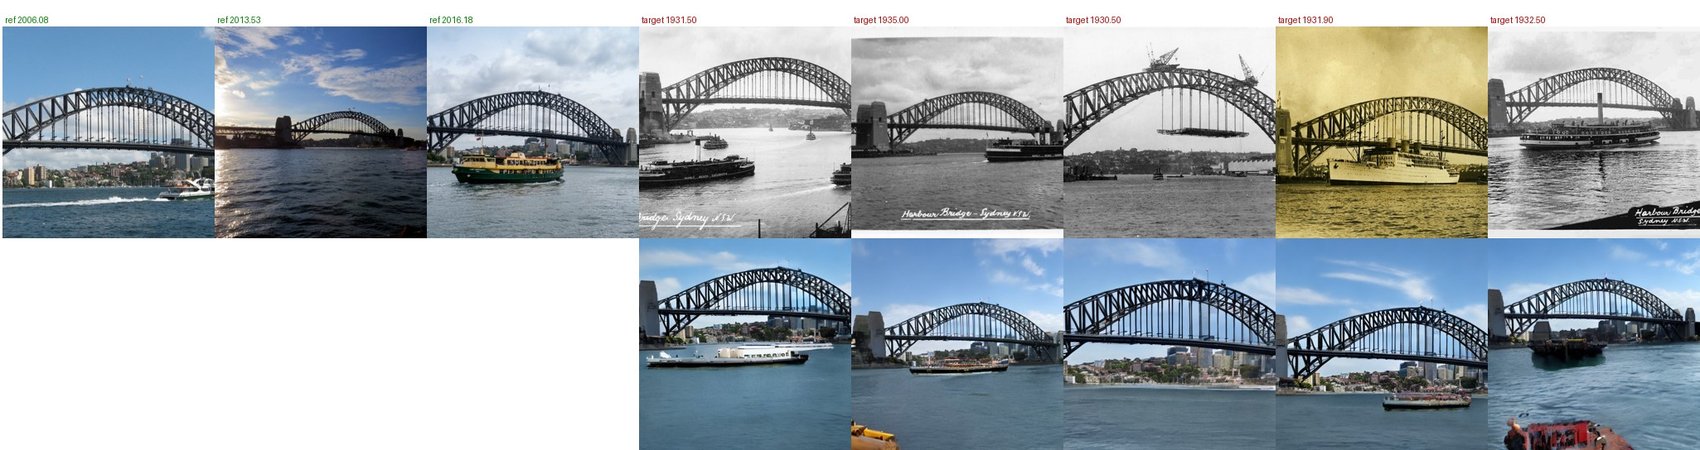 ref 2006.08
ref 2013.53
ref 2016.18
target 1931.50
target 1935.00
target 1930.50
target 1931.90
target 1932.50
Bridge Sydney N.S.W.
Harbour Bridge - Sydney N.S.W.
Harbour Bridge
Sydney N.S.W.